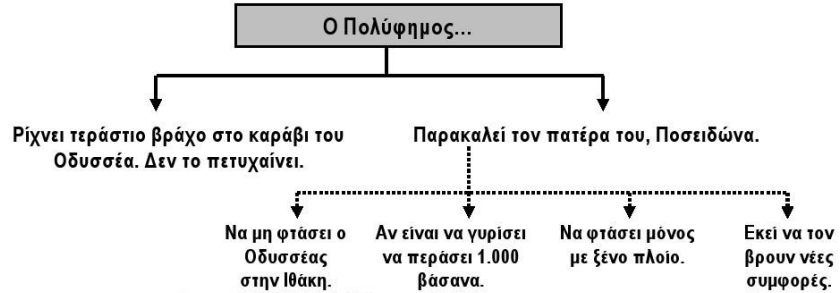 Ο Πολύφημος...
Ρίχνει τεράστιο βράχο στο καράβι του
Οδυσσέα. Δεν το πετυχαίνει.
Παρακαλεί τον πατέρα του, Ποσειδώνα.
Να μη φτάσει ο
Οδυσσέας
στην Ιθάκη.
Αν είναι να γυρίσει
να περάσει 1.000
βάσανα.
Να φτάσει μόνος
με ξένο πλοίο.
Εκεί να τον
βρουν νέες
συμφορές.